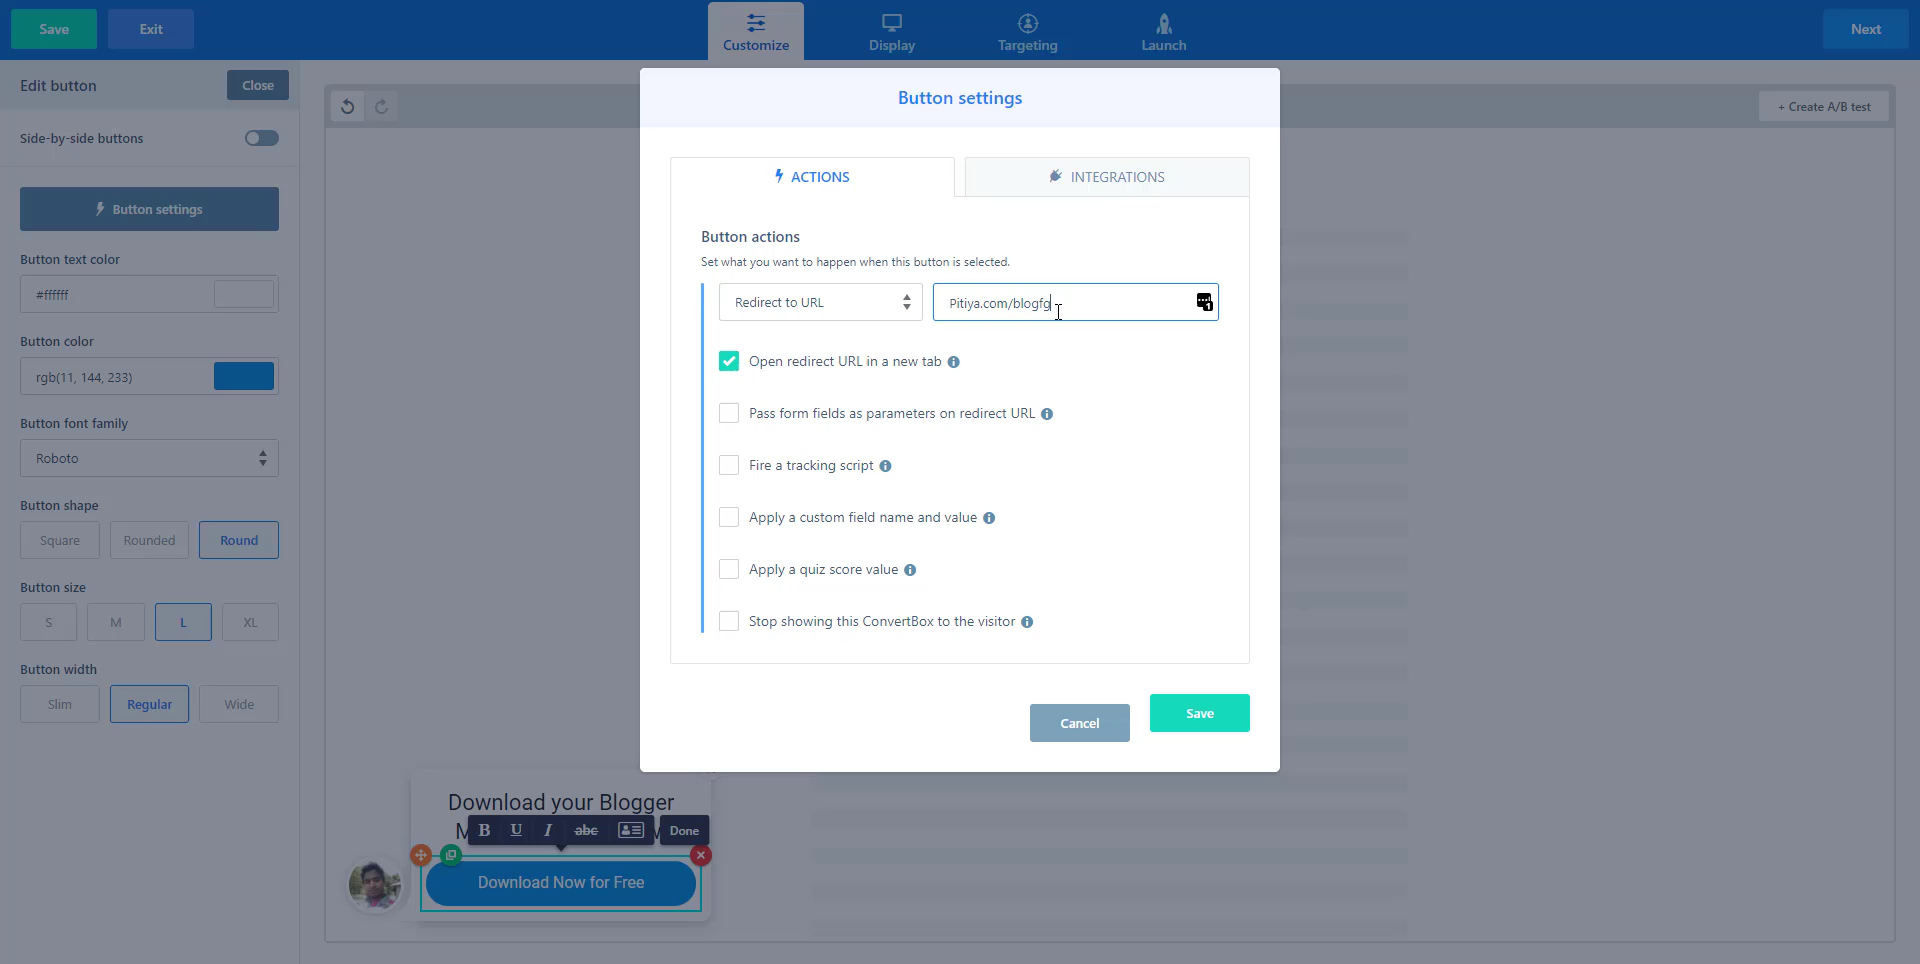 Save
Exit
Customize
Display
Targeting
Launch
Next
Edit button
Close
Side-by-side buttons
Button settings
Button text color
#ffffff
Button color
rgb(11, 144, 233)
Button font family
Roboto
Button shape
Square
Rounded
Round
Button size
S
M
L
XL
Button width
Slim
Regular
Wide
+ Create A/B test
Button settings
ACTIONS
INTEGRATIONS
Button actions
Set what you want to happen when this button is selected.
Redirect to URL
Pitiya.com/blogfg
1
Open redirect URL in a new tab
Pass form fields as parameters on redirect URL
Fire a tracking script
Apply a custom field name and value
Apply a quiz score value
Stop showing this ConvertBox to the visitor
Cancel
Save
Download your Blogger
B U I abc
Done
Download Now for Free